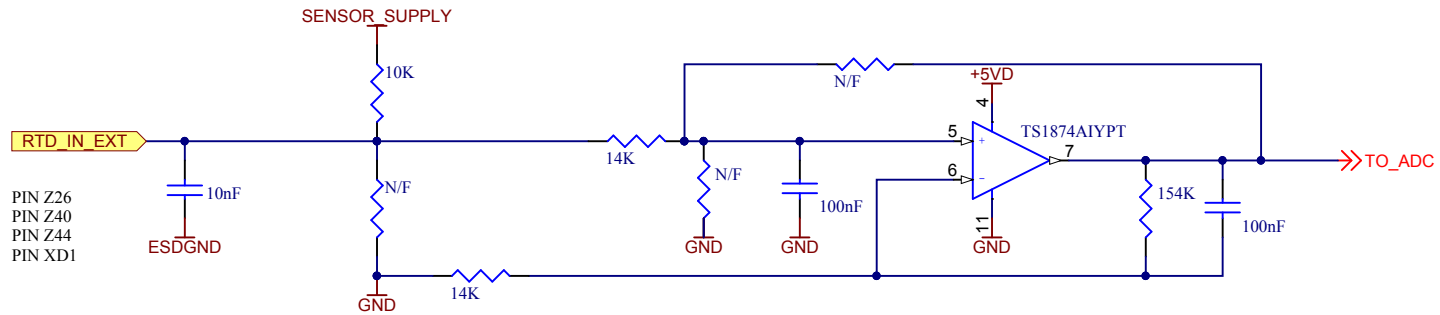 SENSOR_SUPPLY
10K
N/F
+5VD
4
TS1874AIYPT
RTD_IN_EXT
14K
5
+
7
TO_ADC
6
−
10nF
N/F
N/F
100nF
154K
100nF
PIN Z26
PIN Z40
PIN Z44
PIN XD1
ESDGND
GND
GND
11
GND
14K
GND